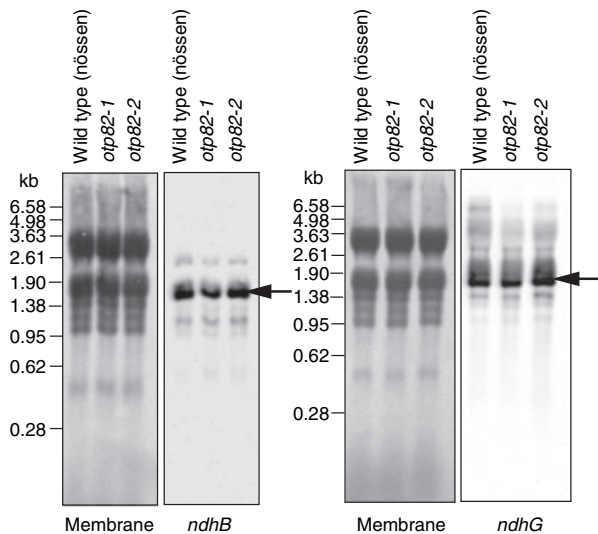 Wild type (nössen)
otp82-1
otp82-2
Wild type (nössen)
otp82-1
otp82-2
Wild type (nössen)
otp82-1
otp82-2
Wild type (nössen)
otp82-1
otp82-2
kb
6.58
4.98
3.63
2.61
1.90
1.38
0.95
0.62
0.28
kb
6.58
4.98
3.63
2.61
1.90
1.38
0.95
0.62
0.28
Membrane
ndhB
Membrane
ndhG